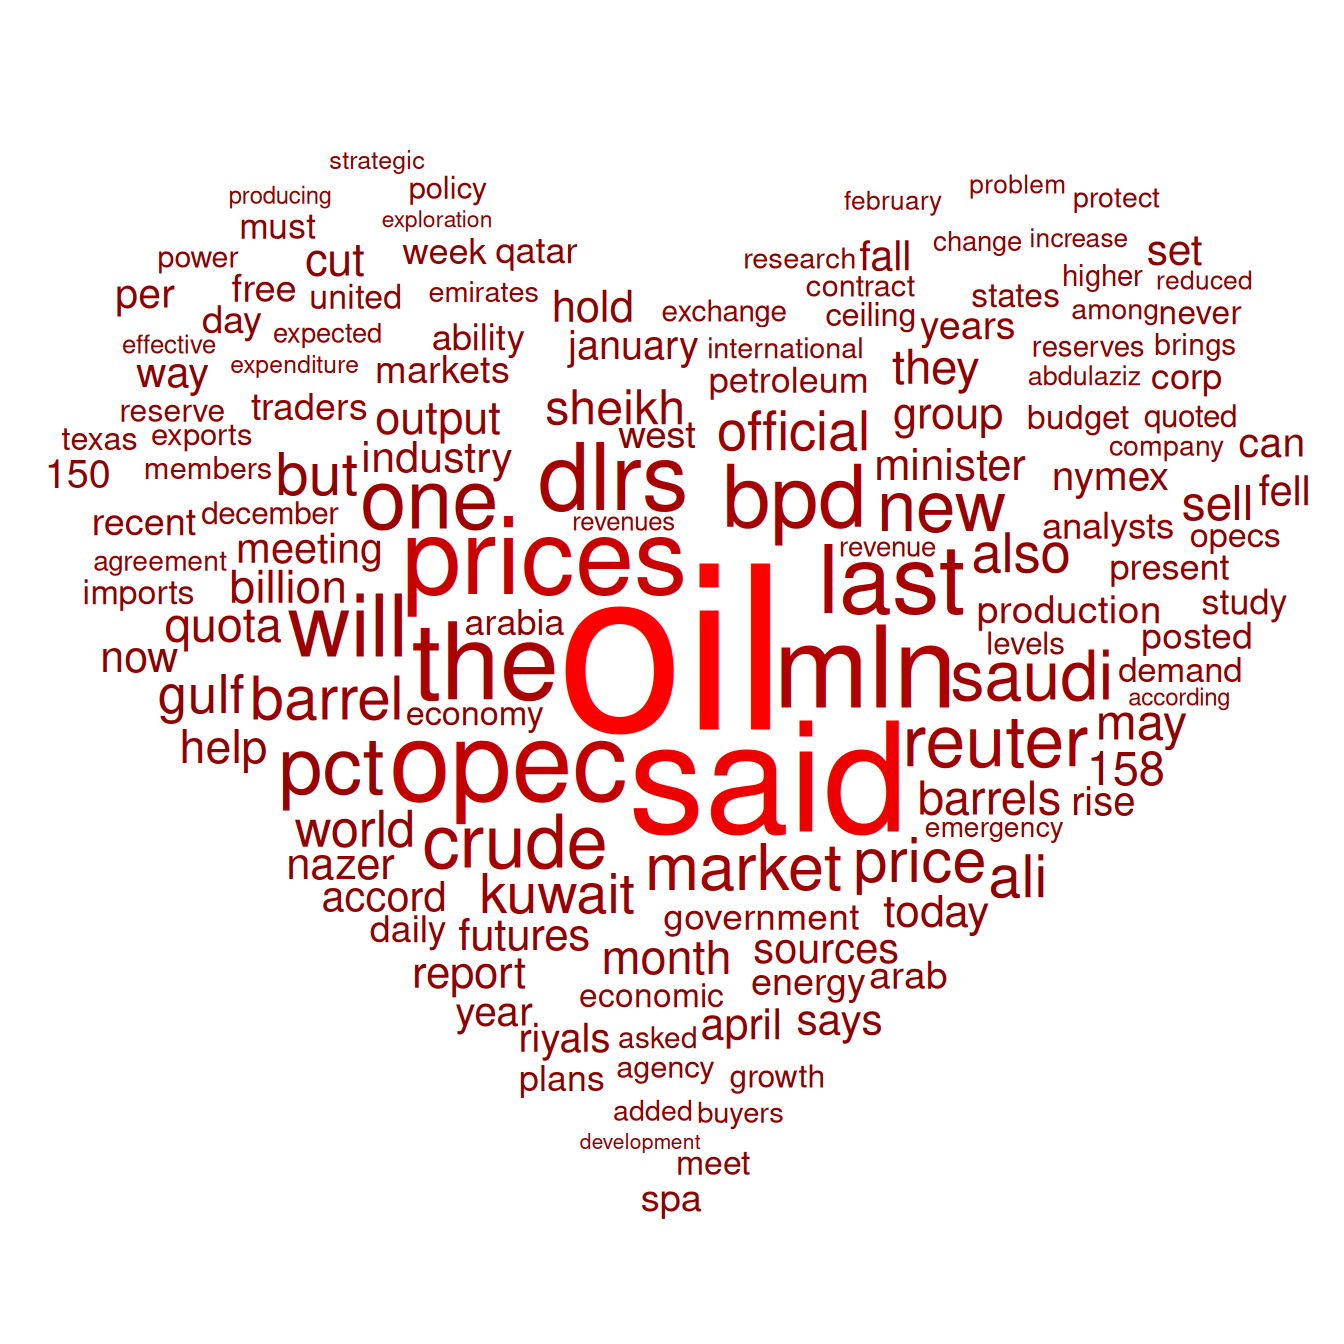 strategic
producing policy february problem protect
must exploration
power cut week qatar research fall change increase set
per free united emirates hold exchange contract ceiling states higher reduced
day expected ability january international years among never
effective way expenditure markets petroleum they reserves brings abdulaziz corp
reserve traders output sheikh west official group budget quoted
texas exports industry minister company can
150 members but one dlrs bpd new nymex sell fell
recent december revenues analysts opecs
agreement meeting prices revenue last also present
imports billion quota will arabia production study
now the oil mln levels posted
gulf barrel economy saudi demand according
help pct opec said reuter may 158
world crude barrels rise emergency
nazer market price ali
accord kuwait government today
daily futures month sources
report economic energy arab
year riyals asked april says
plans agency growth
added buyers
development
meet
spa